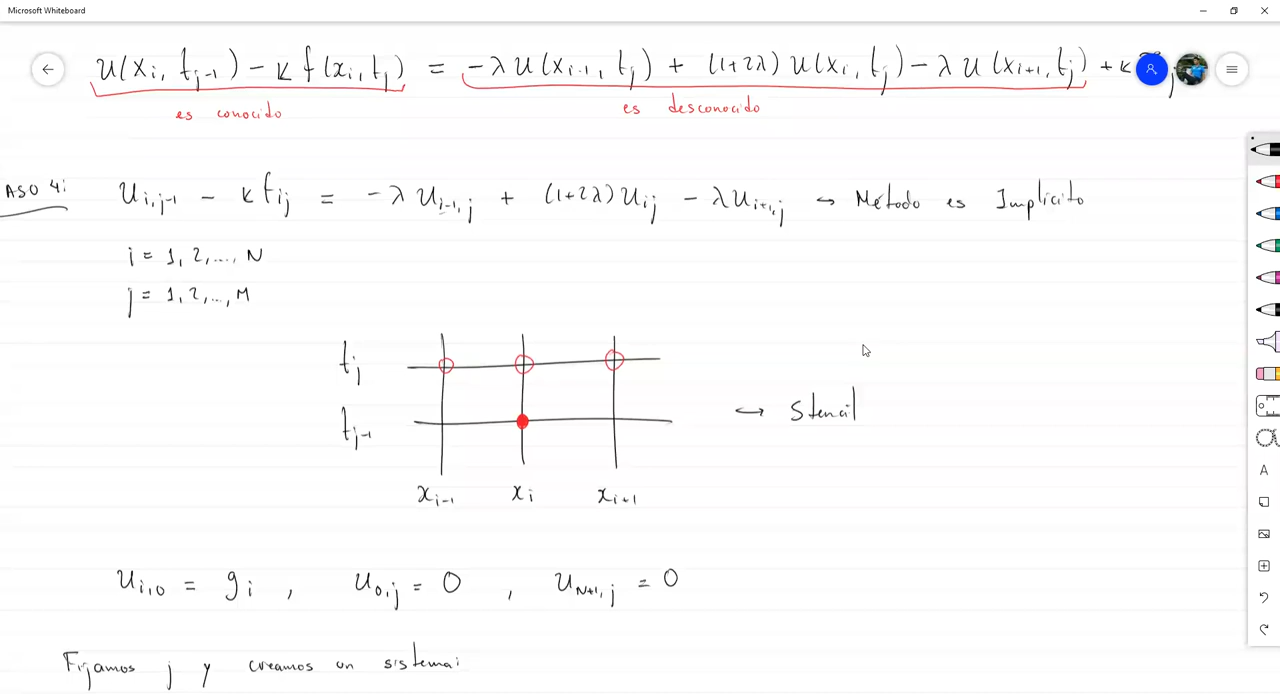 Microsoft Whiteboard
u(xᵢ, tⱼ₋₁) − k f(xᵢ, tⱼ) = −λ u(xᵢ₋₁, tⱼ) + (1+2λ) u(xᵢ, tⱼ) − λ u(xᵢ₊₁, tⱼ) + k
es conocido es desconocido
ASO 4: uᵢ,ⱼ₋₁ − k fᵢⱼ = −λ uᵢ₋₁,ⱼ + (1+2λ) uᵢⱼ − λ uᵢ₊₁,ⱼ → Método es Implícito
i = 1, 2, ..., N
j = 1, 2, ..., M
tⱼ
tⱼ₋₁ → Stencil
xᵢ₋₁ xᵢ xᵢ₊₁
uᵢ,₀ = gᵢ , u₀,ⱼ = 0 , u_N+1,ⱼ = 0
Fijamos j y creamos un sistema:
A